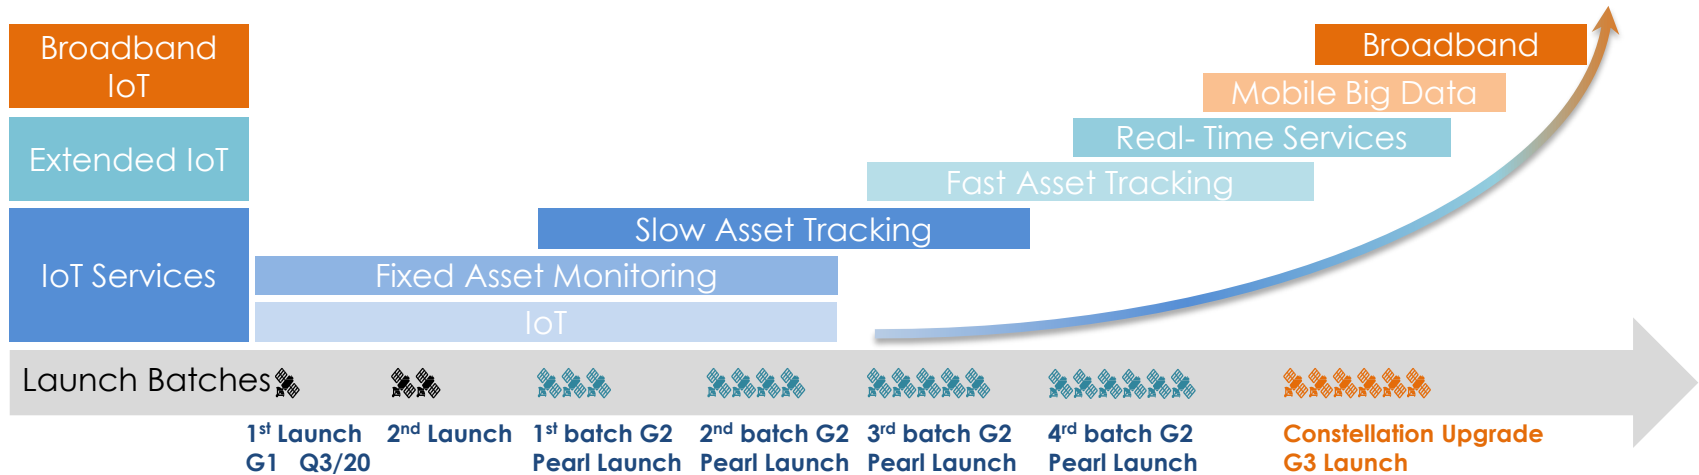 Broadband
IoT
Extended IoT
IoT Services
Broadband
Mobile Big Data
Real- Time Services
Fast Asset Tracking
Slow Asset Tracking
Fixed Asset Monitoring
IoT
Launch Batches
1st Launch
G1 Q3/20
2nd Launch
1st batch G2
Pearl Launch
2nd batch G2
Pearl Launch
3rd batch G2
Pearl Launch
4rd batch G2
Pearl Launch
Constellation Upgrade
G3 Launch